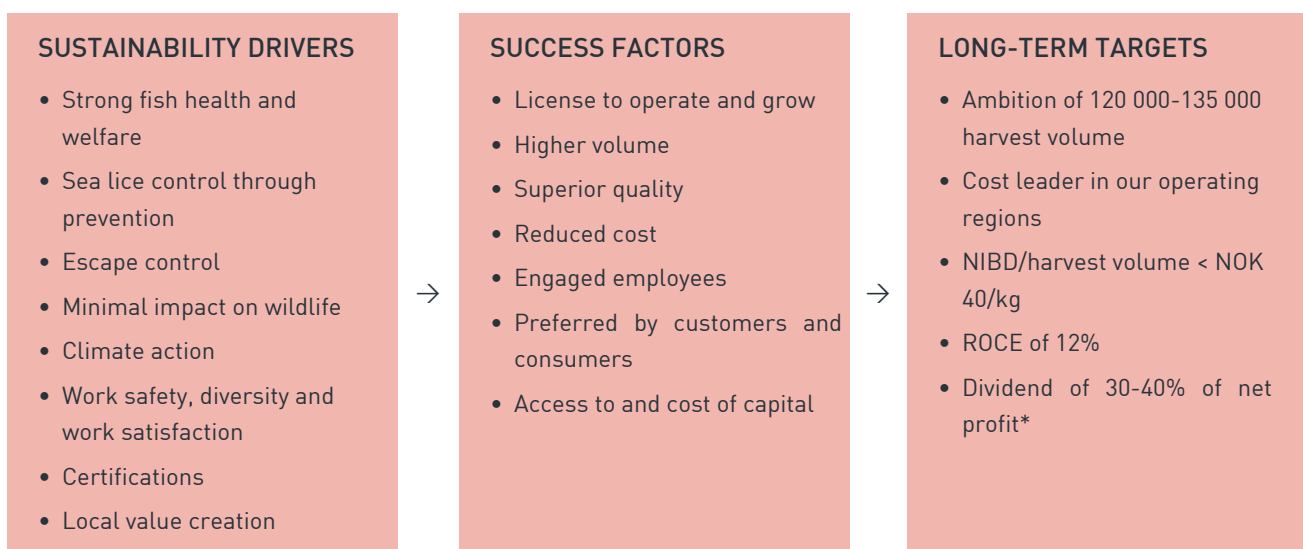 SUSTAINABILITY DRIVERS
• Strong fish health and
welfare
• Sea lice control through
prevention
• Escape control
• Minimal impact on wildlife
• Climate action
• Work safety, diversity and
work satisfaction
• Certifications
• Local value creation
→
SUCCESS FACTORS
• License to operate and grow
• Higher volume
• Superior quality
• Reduced cost
• Engaged employees
• Preferred by customers and
consumers
• Access to and cost of capital
→
LONG-TERM TARGETS
• Ambition of 120 000-135 000
harvest volume
• Cost leader in our operating
regions
• NIBD/harvest volume < NOK
40/kg
• ROCE of 12%
• Dividend of 30-40% of net
profit*